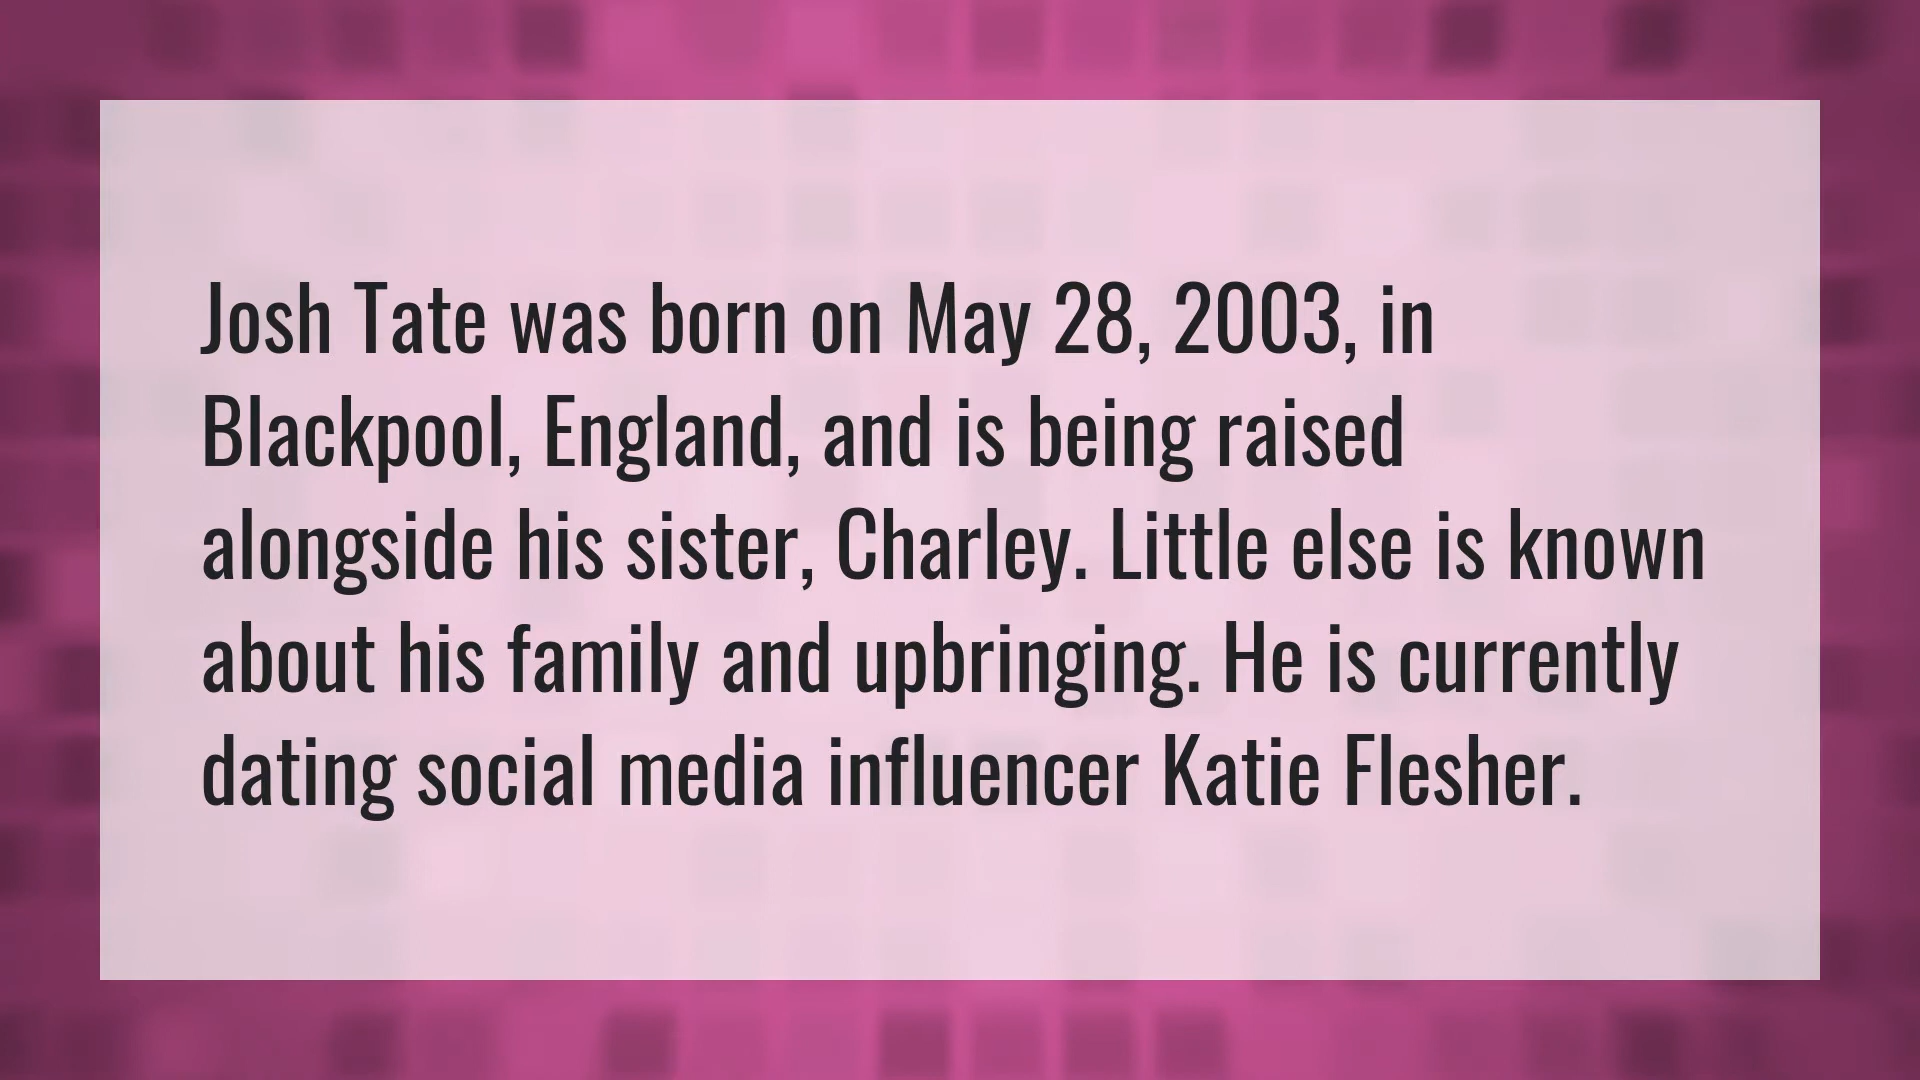 Josh Tate was born on May 28, 2003, in
Blackpool, England, and is being raised
alongside his sister, Charley. Little else is known
about his family and upbringing. He is currently
dating social media influencer Katie Flesher.